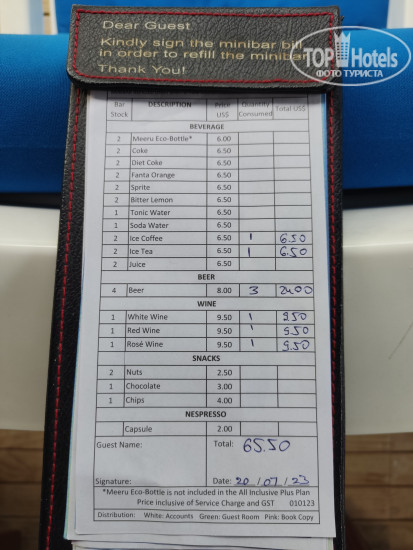 Dear Guest
Kindly sign the minibar bill
in order to refill the minibar
Thank You!
TOP Hotels
ФОТО ТУРИСТА
Bar Stock DESCRIPTION Price US$ Quantity Consumed Total US$
BEVERAGE
2 Meeru Eco-Bottle* 6.00
2 Coke 6.50
2 Diet Coke 6.50
2 Fanta Orange 6.50
2 Sprite 6.50
2 Bitter Lemon 6.50
1 Tonic Water 6.50
1 Soda Water 6.50
2 Ice Coffee 6.50 1 6.50
2 Ice Tea 6.50 1 6.50
2 Juice 6.50
BEER
4 Beer 8.00 3 24.00
WINE
1 White Wine 9.50 1 9.50
1 Red Wine 9.50 1 9.50
1 Rosé Wine 9.50 1 9.50
SNACKS
2 Nuts 2.50
1 Chocolate 3.00
1 Chips 4.00
NESPRESSO
Capsule 2.00
Guest Name: Total: 65.50
Signature: Date: 20/07/23
*Meeru Eco-Bottle is not included in the All Inclusive Plus Plan
Price inclusive of Service Charge and GST 010123
Distribution: White: Accounts Green: Guest Room Pink: Book Copy